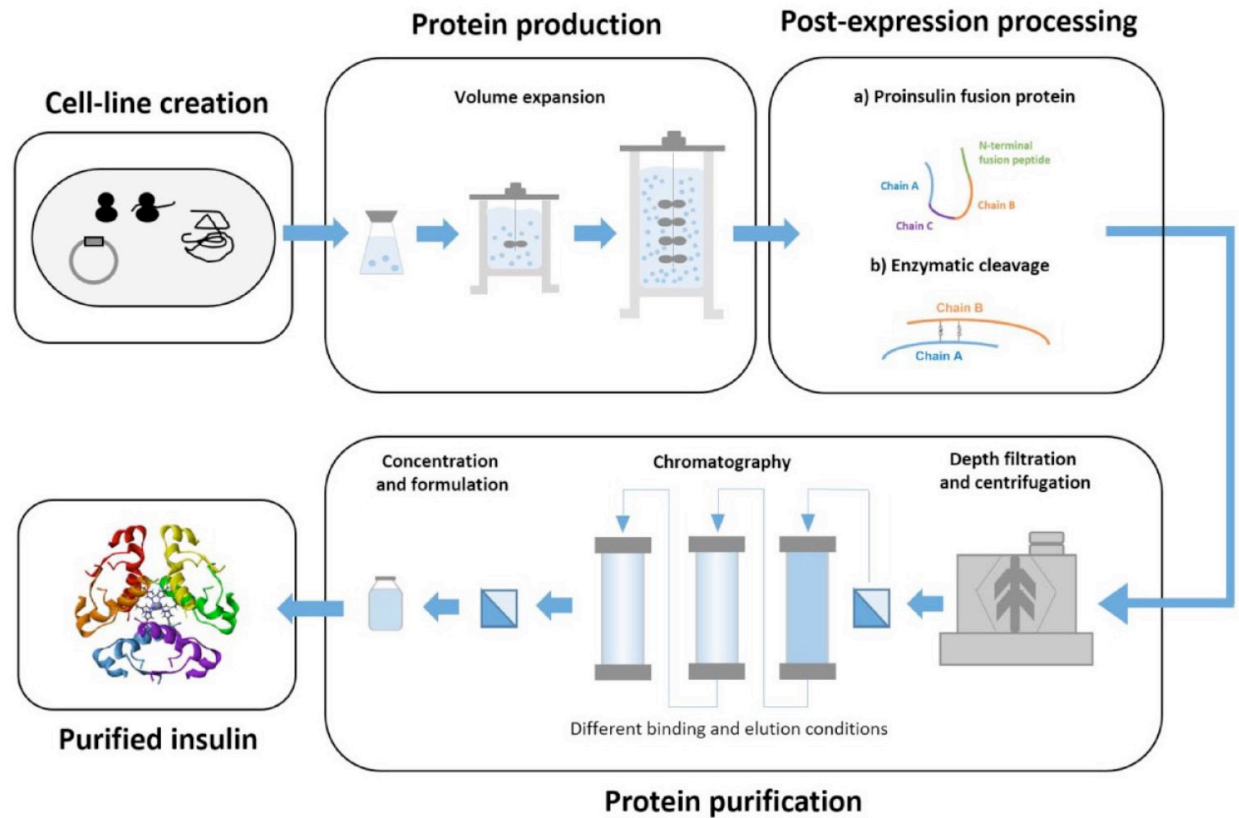 Cell-line creation
Protein production
Volume expansion
Post-expression processing
a) Proinsulin fusion protein
N-terminal
fusion peptide
Chain A
Chain B
Chain C
b) Enzymatic cleavage
Chain B
Chain A
Depth filtration
and centrifugation
Chromatography
Different binding and elution conditions
Concentration
and formulation
Protein purification
Purified insulin